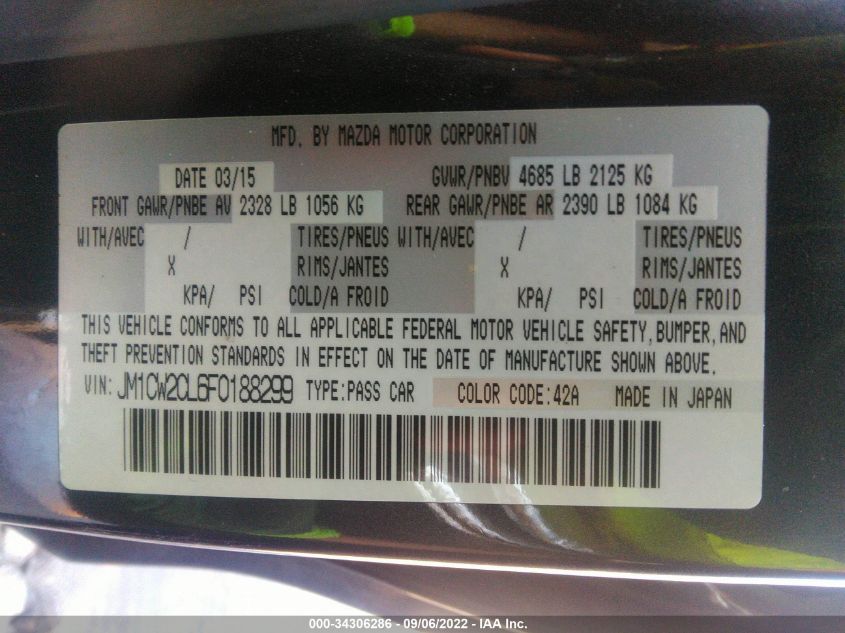 MFD. BY MAZDA MOTOR CORPORATION
DATE 03/15 GVWR/PNBV 4685 LB 2125 KG
FRONT GAWR/PNBE AV 2328 LB 1056 KG REAR GAWR/PNBE AR 2390 LB 1084 KG
WITH/AVEC / TIRES/PNEUS WITH/AVEC / TIRES/PNEUS
X RIMS/JANTES X RIMS/JANTES
KPA/ PSI COLD/A FROID KPA/ PSI COLD/A FROID
THIS VEHICLE CONFORMS TO ALL APPLICABLE FEDERAL MOTOR VEHICLE SAFETY, BUMPER, AND
THEFT PREVENTION STANDARDS IN EFFECT ON THE DATE OF MANUFACTURE SHOWN ABOVE.
VIN: JM1CW2CL6F0188299 TYPE:PASS CAR COLOR CODE:42A MADE IN JAPAN
000-34306286 - 09/06/2022 - IAA Inc.